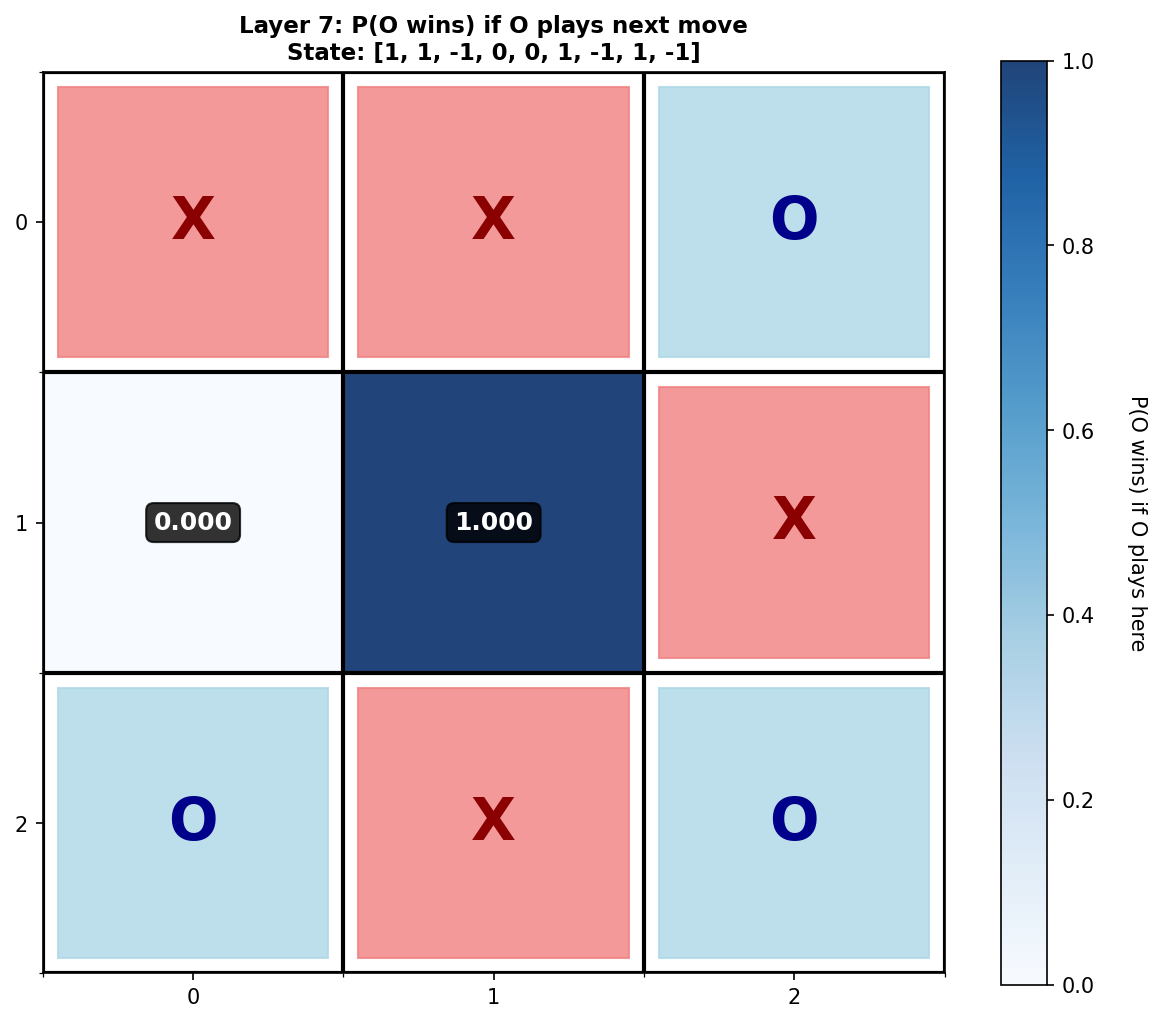 Layer 7: P(O wins) if O plays next move
State: [1, 1, -1, 0, 0, 1, -1, 1, -1]
0 X X O
1 0.000 1.000 X
2 O X O
0 1 2
1.0
0.8
0.6
0.4
0.2
0.0
P(O wins) if O plays here